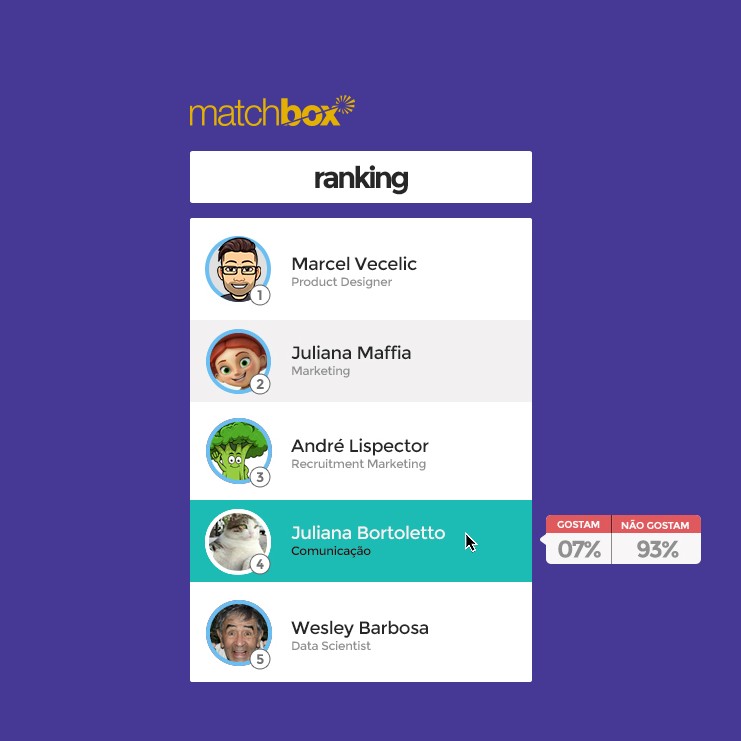 matchbox
ranking
1
Marcel Vecelic
Product Designer
2
Juliana Maffia
Marketing
3
André Lispector
Recruitment Marketing
4
Juliana Bortoletto
Comunicação
GOSTAM NÃO GOSTAM
07% 93%
5
Wesley Barbosa
Data Scientist